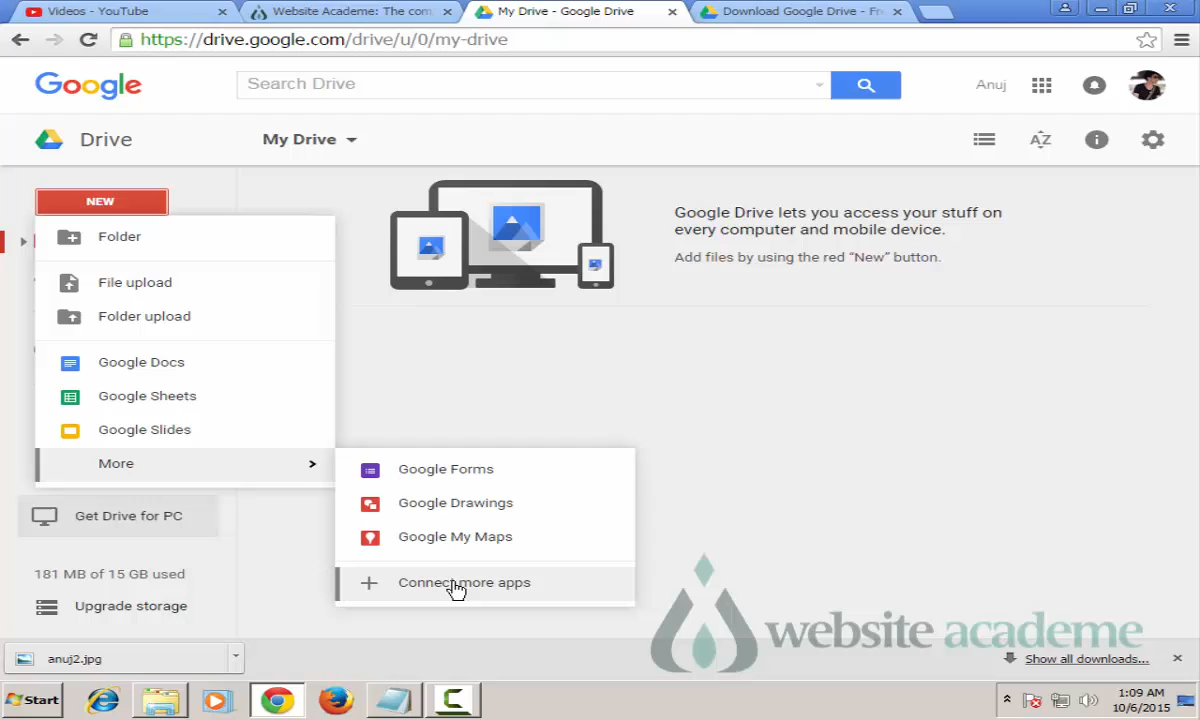 Videos - YouTube
Website Academe: The com
My Drive - Google Drive
Download Google Drive - Fre
https://drive.google.com/drive/u/0/my-drive
Google
Search Drive
Anuj
Drive
My Drive
AZ
NEW
Google Drive lets you access your stuff on
every computer and mobile device.
Add files by using the red “New” button.
Folder
File upload
Folder upload
Google Docs
Google Sheets
Google Slides
More
Google Forms
Google Drawings
Google My Maps
Connect more apps
Get Drive for PC
181 MB of 15 GB used
Upgrade storage
website academe
anuj2.jpg
Show all downloads...
Start
1:09 AM
10/6/2015